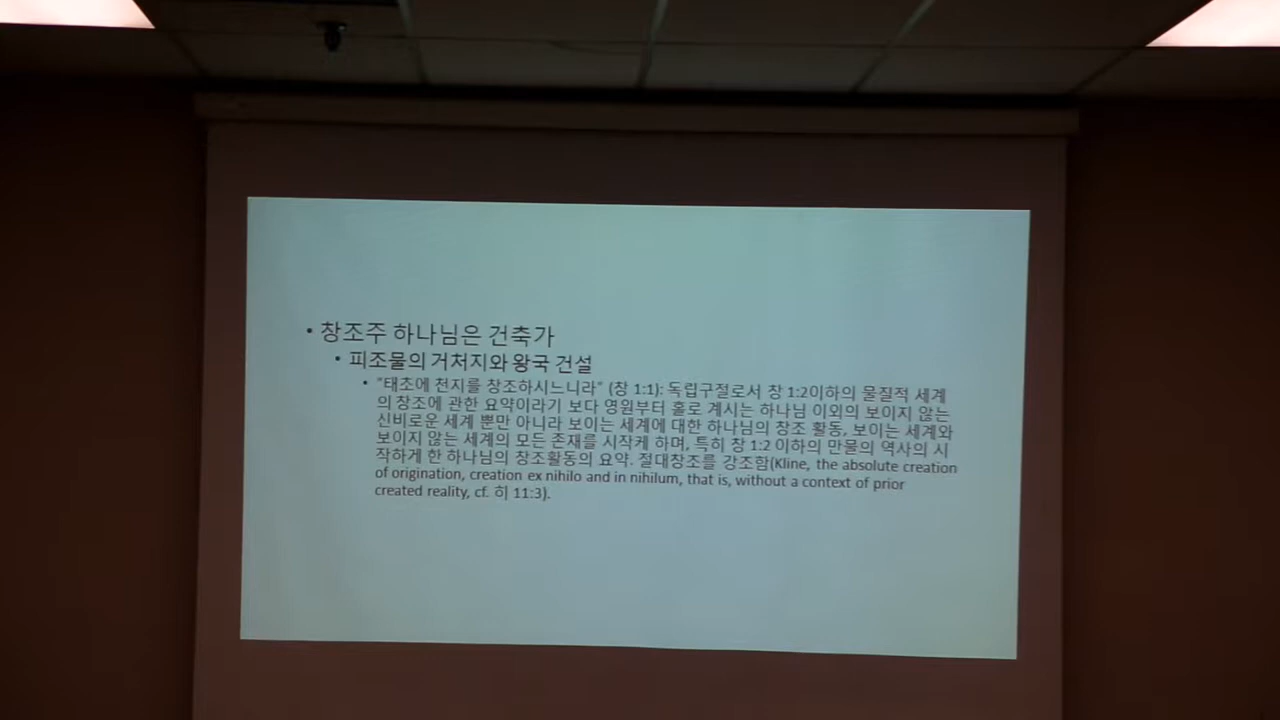 • 창조주 하나님은 건축가
• 피조물의 거처지와 왕국 건설
• "태초에 천지를 창조하시느니라" (창 1:1): 독립구절로서 창 1:2이하의 물질적 세계
의 창조에 관한 요약이라기 보다 영원부터 홀로 계시는 하나님 이외의 보이지 않는
신비로운 세계 뿐만 아니라 보이는 세계에 대한 하나님의 창조 활동, 보이는 세계와
보이지 않는 세계의 모든 존재를 시작케 하며, 특히 창 1:2 이하의 만물의 역사의 시
작하게 한 하나님의 창조활동의 요약. 절대창조를 강조함(Kline, the absolute creation
of origination, creation ex nihilo and in nihilum, that is, without a context of prior
created reality, cf. 히 11:3).